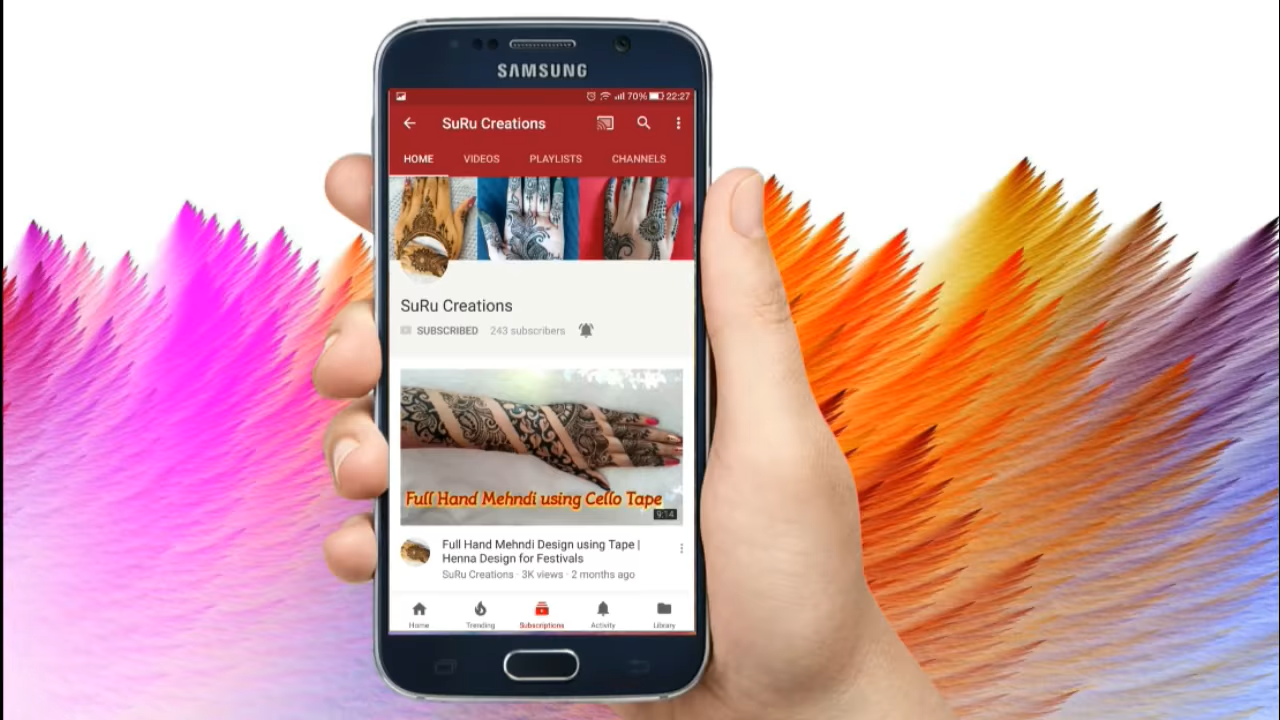 SAMSUNG
70% 22:27
SuRu Creations
HOME VIDEOS PLAYLISTS CHANNELS
SuRu Creations
SUBSCRIBED 243 subscribers
Full Hand Mehndi using Cello Tape
9:14
Full Hand Mehndi Design using Tape |
Henna Design for Festivals
SuRu Creations · 3K views · 2 months ago
Home Trending Subscriptions Activity Library